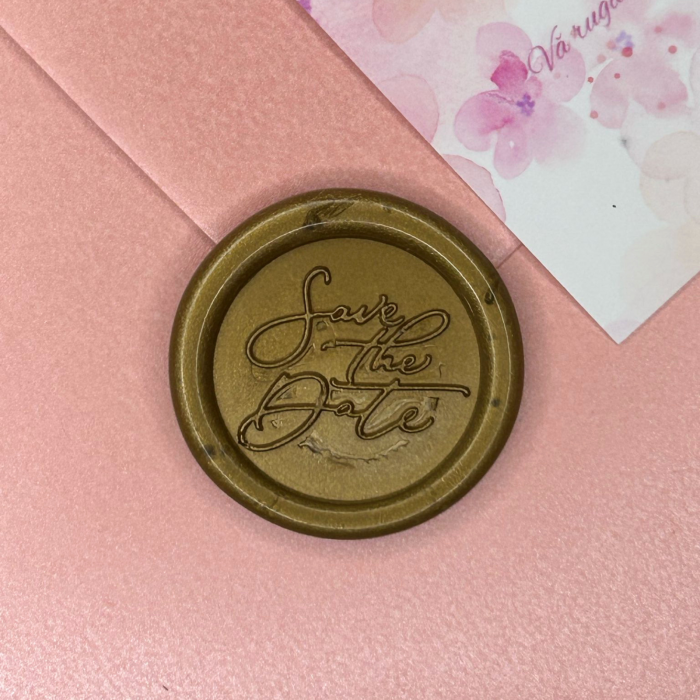 Vă rugă
Save
the
Date